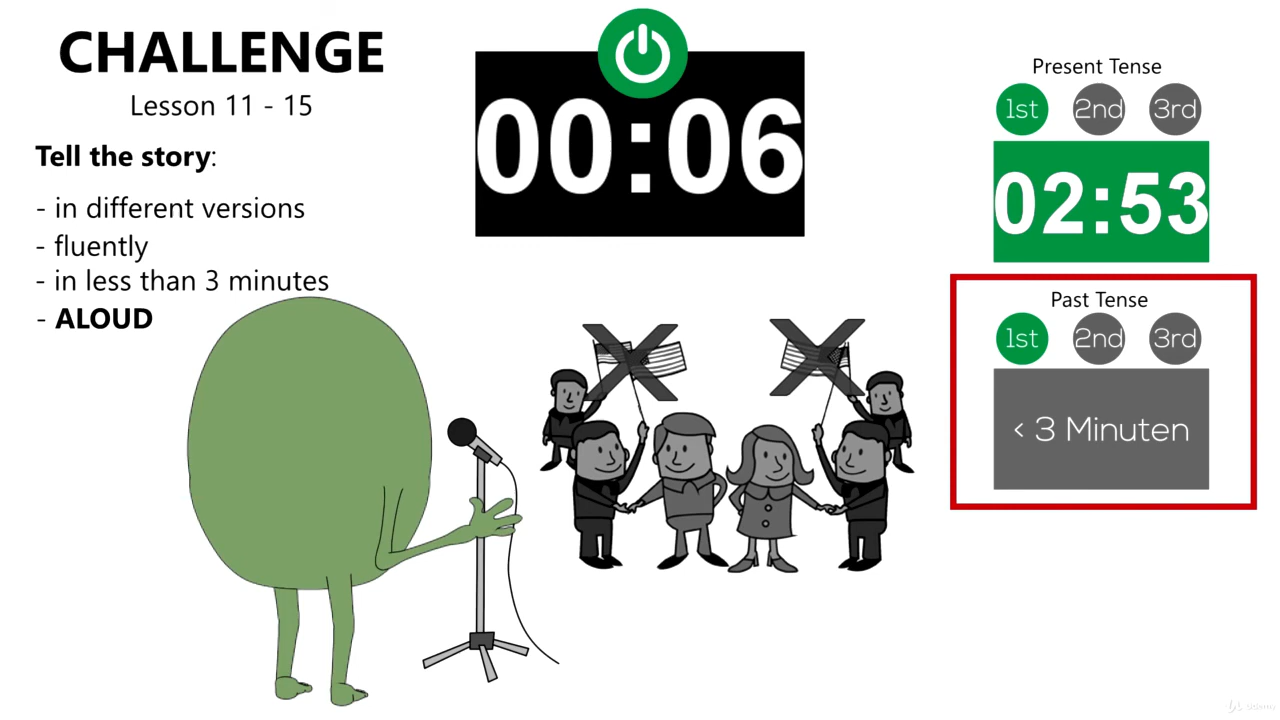 CHALLENGE
Lesson 11 - 15
Tell the story:
- in different versions
- fluently
- in less than 3 minutes
- ALOUD
00:06
Present Tense
1st 2nd 3rd
02:53
Past Tense
1st 2nd 3rd
< 3 Minuten